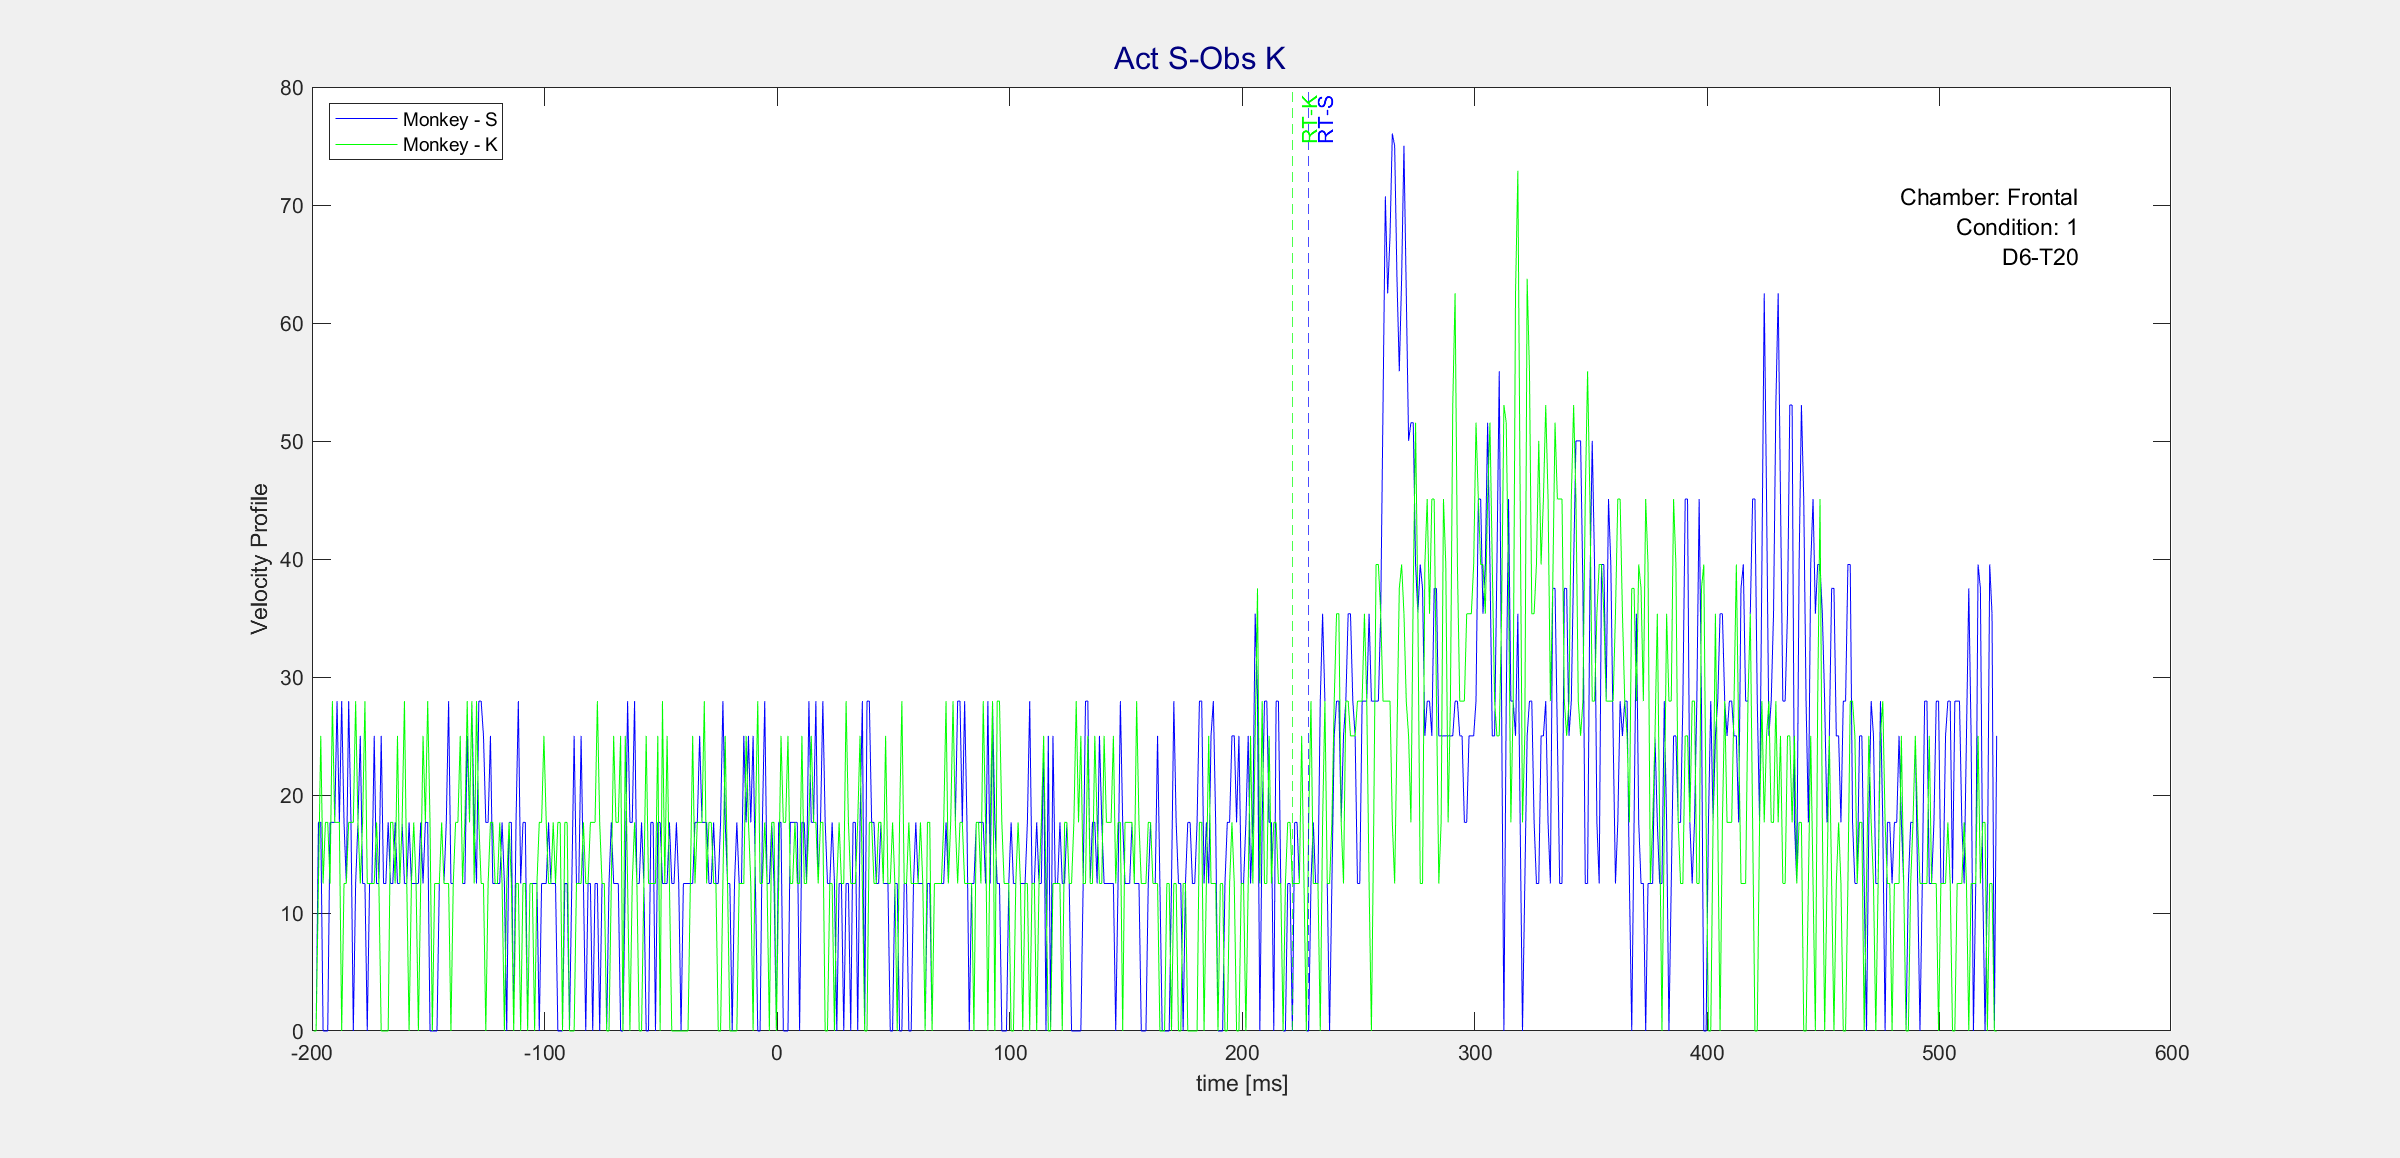 Act S-Obs K
Monkey - S
Monkey - K
RT-K
RT-S
Chamber: Frontal
Condition: 1
D6-T20
Velocity Profile
80
70
60
50
40
30
20
10
0
-200 -100 0 100 200 300 400 500 600
time [ms]